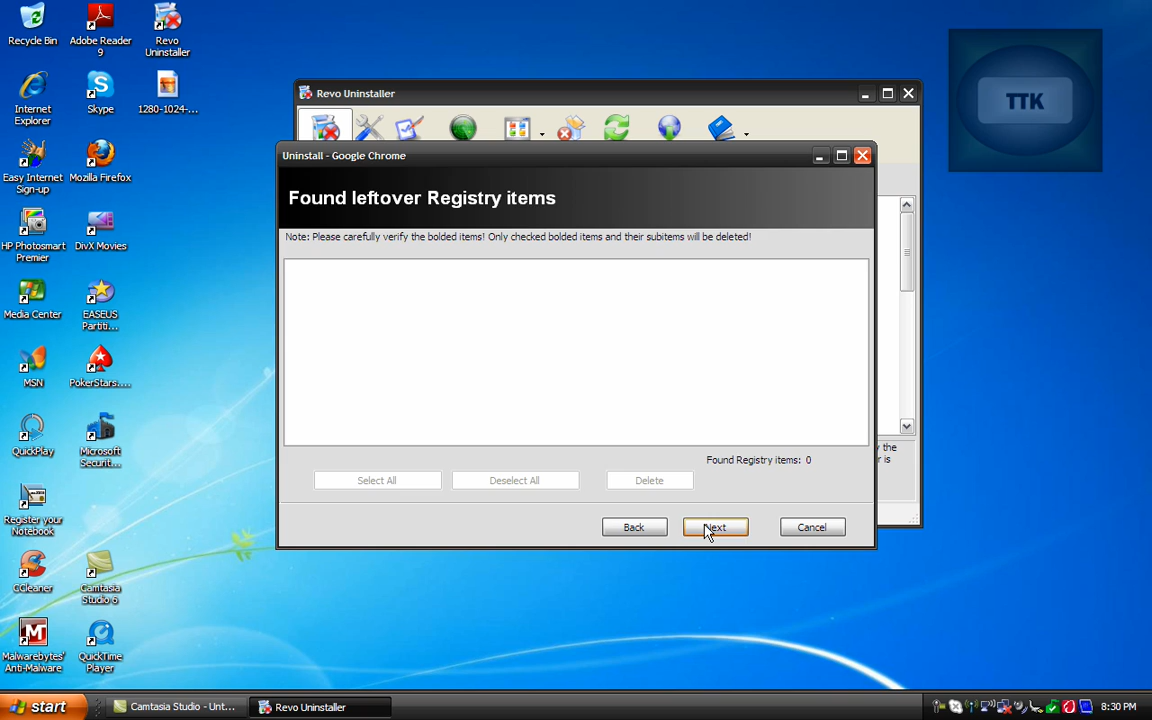 Recycle Bin
Adobe Reader
9
Revo
Uninstaller
Internet
Explorer
Skype
1280-1024-...
Easy Internet
Sign-up
Mozilla Firefox
HP Photosmart
Premier
DivX Movies
Media Center
EASEUS
Partiti...
MSN
PokerStars....
QuickPlay
Microsoft
Securit...
Register your
Notebook
CCleaner
Camtasia
Studio 6
Malwarebytes'
Anti-Malware
QuickTime
Player
TTK
Revo Uninstaller
Uninstall - Google Chrome
Found leftover Registry items
Note: Please carefully verify the bolded items! Only checked bolded items and their subitems will be deleted!
y the
r is
Found Registry items: 0
Select All
Deselect All
Delete
Back
Next
Cancel
start
Camtasia Studio - Unt...
Revo Uninstaller
8:30 PM